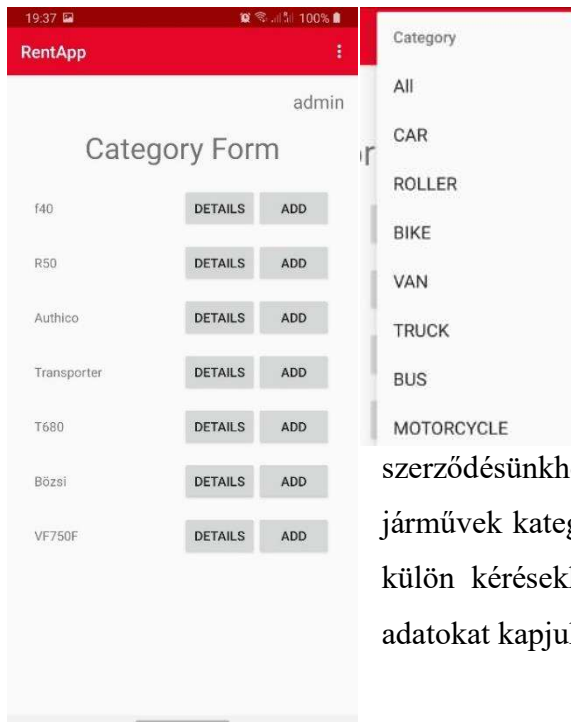 19:37 100%
RentApp
admin
Category Form
f40 DETAILS ADD
R50 DETAILS ADD
Authico DETAILS ADD
Transporter DETAILS ADD
T680 DETAILS ADD
Bözsi DETAILS ADD
VF750F DETAILS ADD
Category
All
CAR
ROLLER
BIKE
VAN
TRUCK
BUS
MOTORCYCLE
szerződésünkh
járművek kateg
külön kérések
adatokat kapju